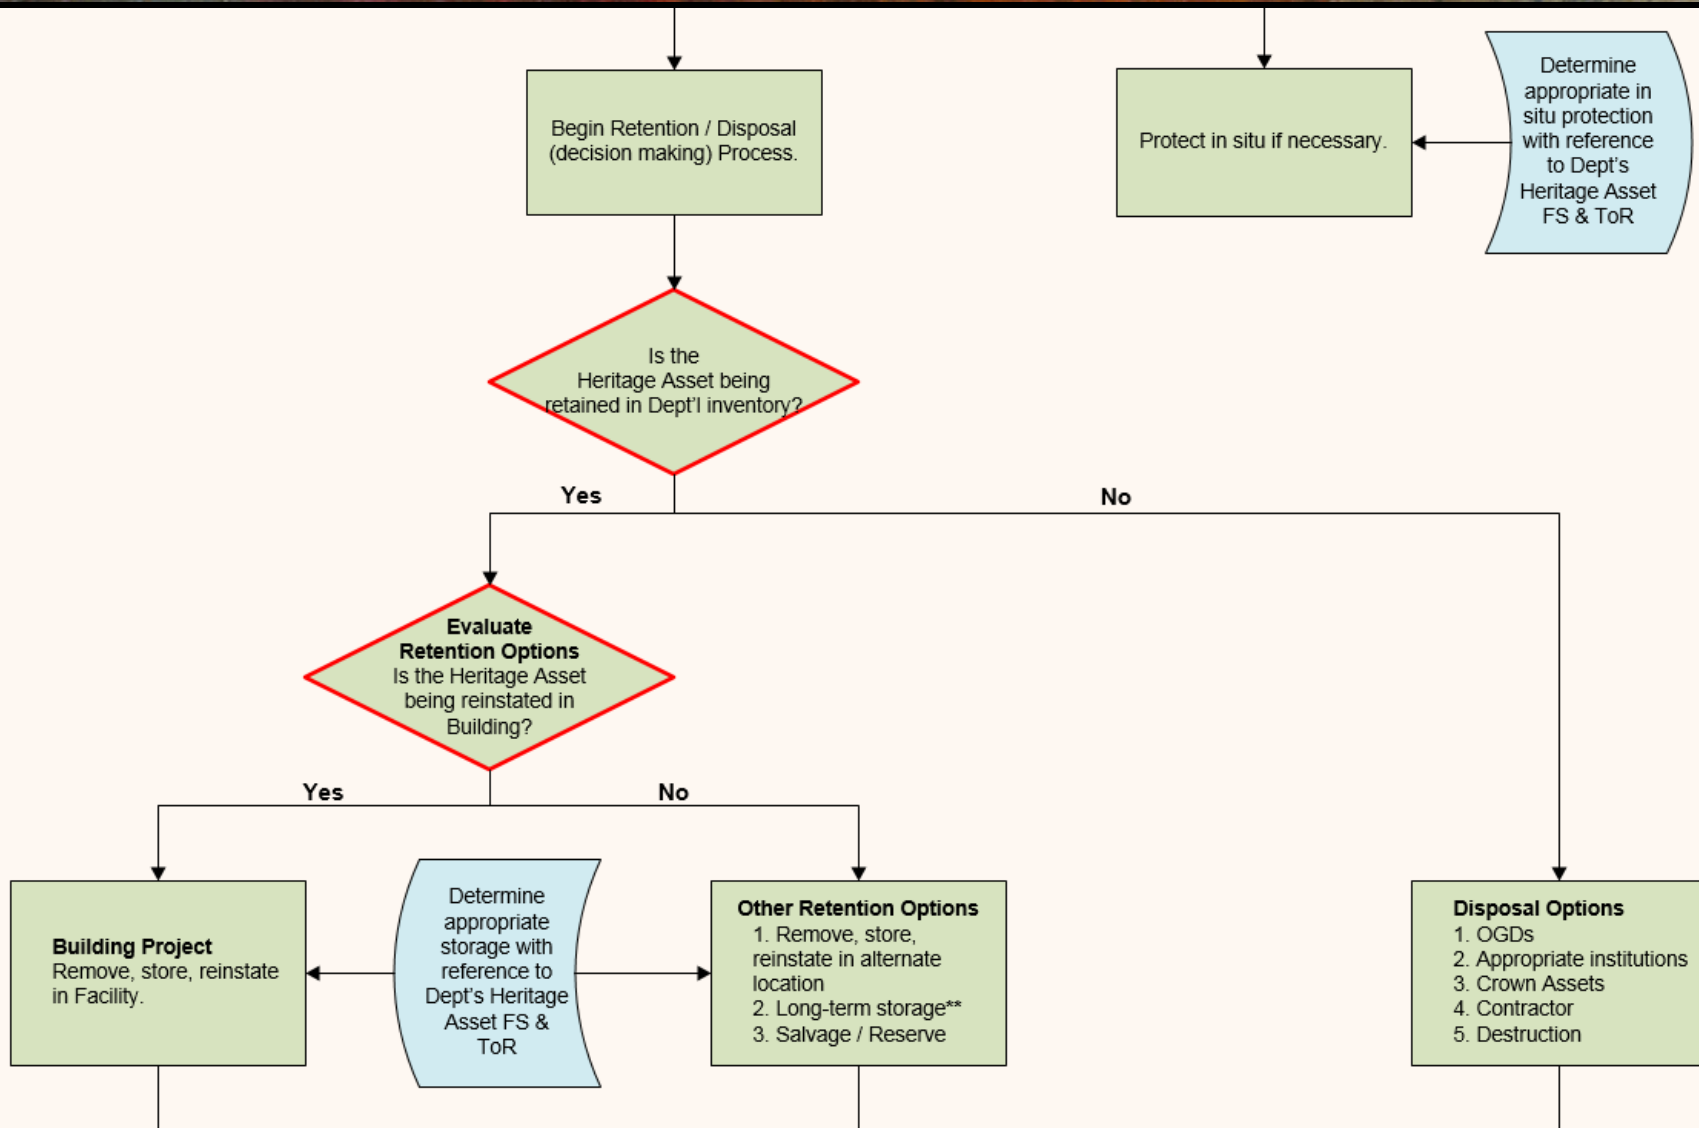 Begin Retention / Disposal
(decision making) Process.
Protect in situ if necessary.
Determine
appropriate in
situ protection
with reference
to Dept's
Heritage Asset
FS & ToR
Is the
Heritage Asset being
retained in Dept'l inventory?
Yes
No
Evaluate
Retention Options
Is the Heritage Asset
being reinstated in
Building?
Yes
No
Building Project
Remove, store, reinstate
in Facility.
Determine
appropriate
storage with
reference to
Dept's Heritage
Asset FS &
ToR
Other Retention Options
1. Remove, store,
reinstate in alternate
location
2. Long-term storage**
3. Salvage / Reserve
Disposal Options
1. OGDs
2. Appropriate institutions
3. Crown Assets
4. Contractor
5. Destruction